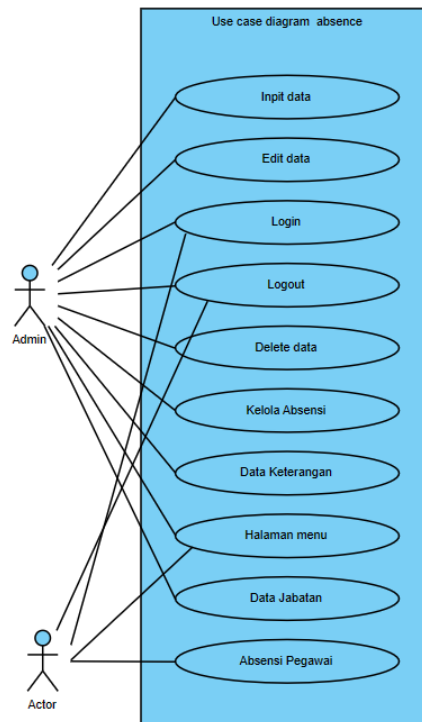 Use case diagram absence
Inpit data
Edit data
Login
Logout
Admin
Delete data
Kelola Absensi
Data Keterangan
Halaman menu
Data Jabatan
Absensi Pegawai
Actor